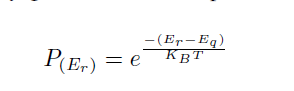 P_{(E_r)} = e^{\frac{-(E_r - E_q)}{K_B T}}